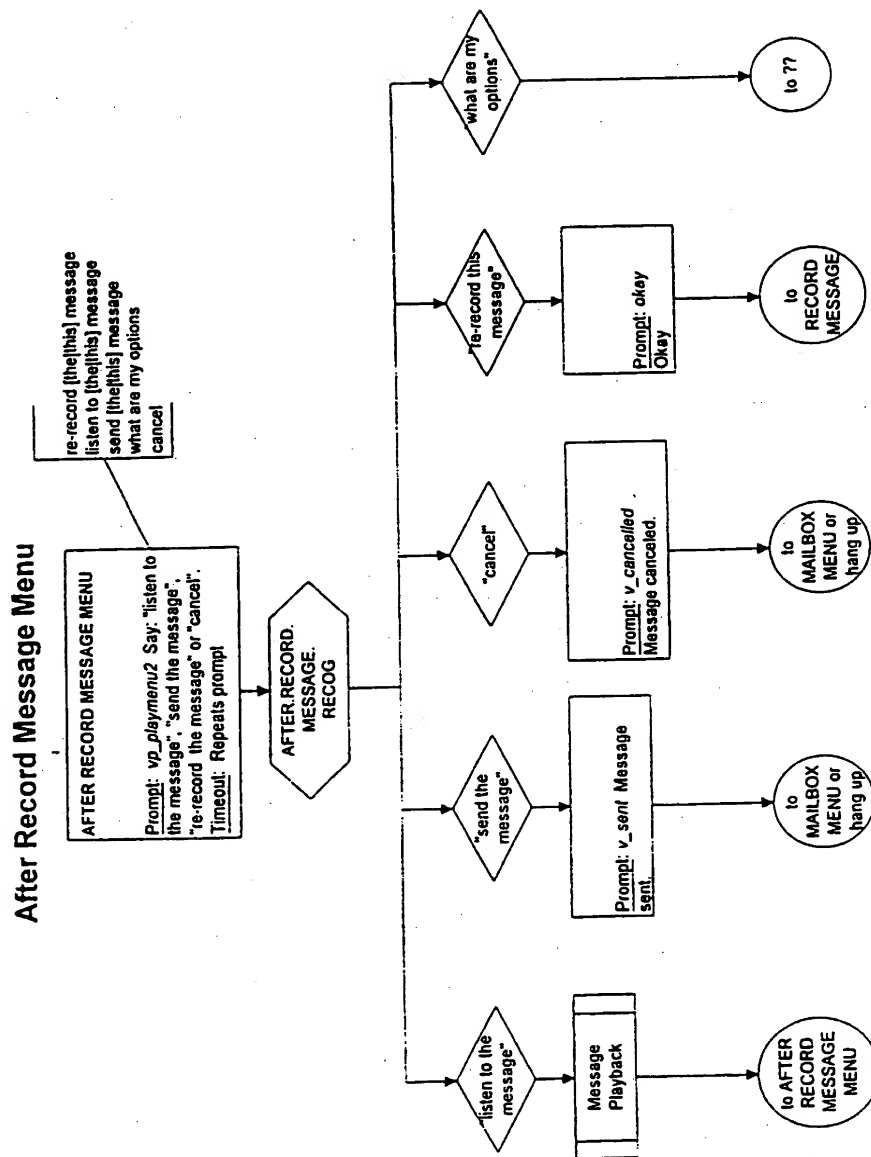 After Record Message Menu
re-record [the|this] message
listen to [the|this] message
send [the|this] message
what are my options
cancel
AFTER RECORD MESSAGE MENU
Prompt: vp_playmenu2 Say: "listen to
the message", "send the message",
"re-record the message" or "cancel".
Timeout: Repeats prompt
AFTER.RECORD.
MESSAGE.
RECOG
"listen to the
message"
"send the
message"
"cancel"
"re-record this
message"
"what are my
options"
Message
Playback
Prompt: v_sent Message
sent.
Prompt: v_cancelled
Message canceled.
Prompt: okay
Okay
to AFTER
RECORD
MESSAGE
MENU
to
MAILBOX
MENU or
hang up
to
MAILBOX
MENU or
hang up
to
RECORD
MESSAGE
to ??